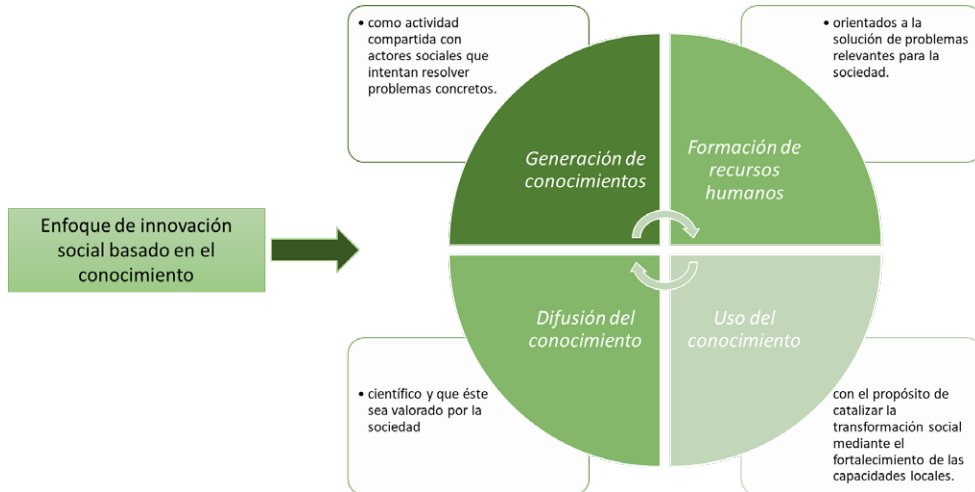 • como actividad
compartida con
actores sociales que
intentan resolver
problemas concretos.
• orientados a la
solución de problemas
relevantes para la
sociedad.
Generación de
conocimientos
Formación de
recursos
humanos
Enfoque de innovación
social basado en el
conocimiento
Difusión del
conocimiento
Uso del
conocimiento
• científico y que éste
sea valorado por la
sociedad
con el propósito de
catalizar la
transformación social
mediante el
fortalecimiento de las
capacidades locales.